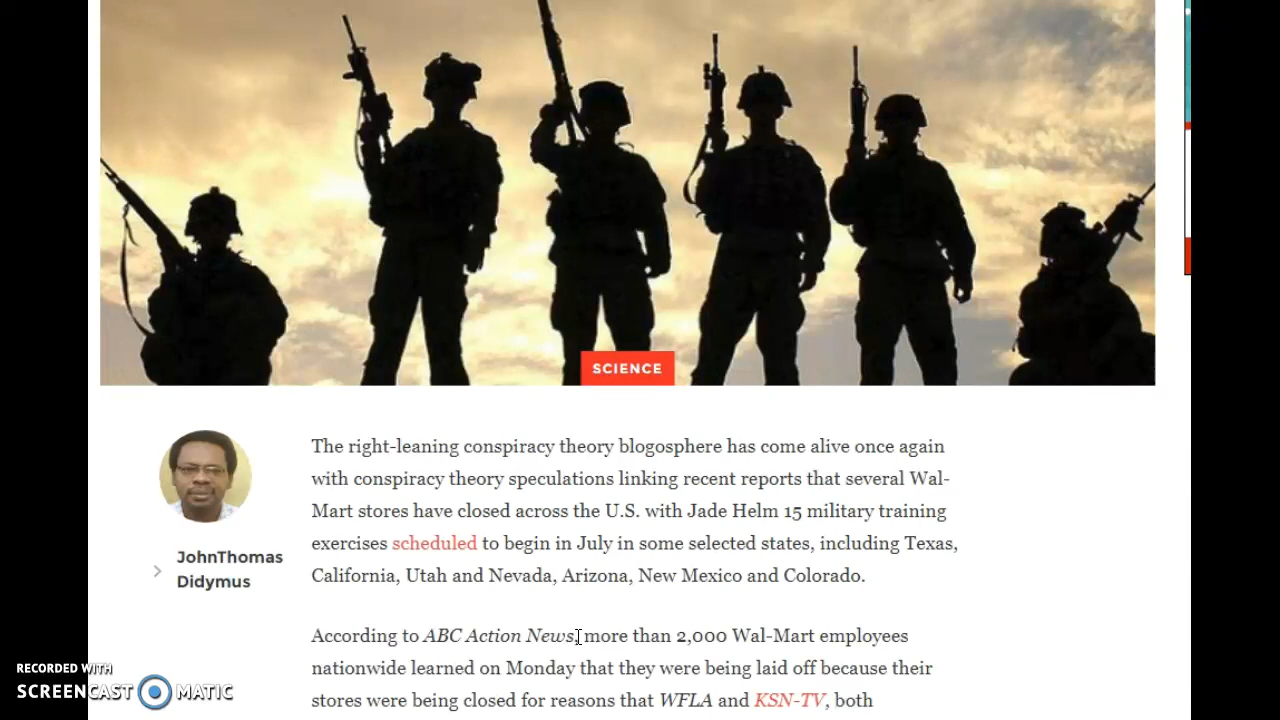 SCIENCE
The right-leaning conspiracy theory blogosphere has come alive once again
with conspiracy theory speculations linking recent reports that several Wal-
Mart stores have closed across the U.S. with Jade Helm 15 military training
exercises scheduled to begin in July in some selected states, including Texas,
California, Utah and Nevada, Arizona, New Mexico and Colorado.
JohnThomas
Didymus
According to ABC Action News, more than 2,000 Wal-Mart employees
nationwide learned on Monday that they were being laid off because their
stores were being closed for reasons that WFLA and KSN-TV, both
RECORDED WITH
SCREENCAST MATIC